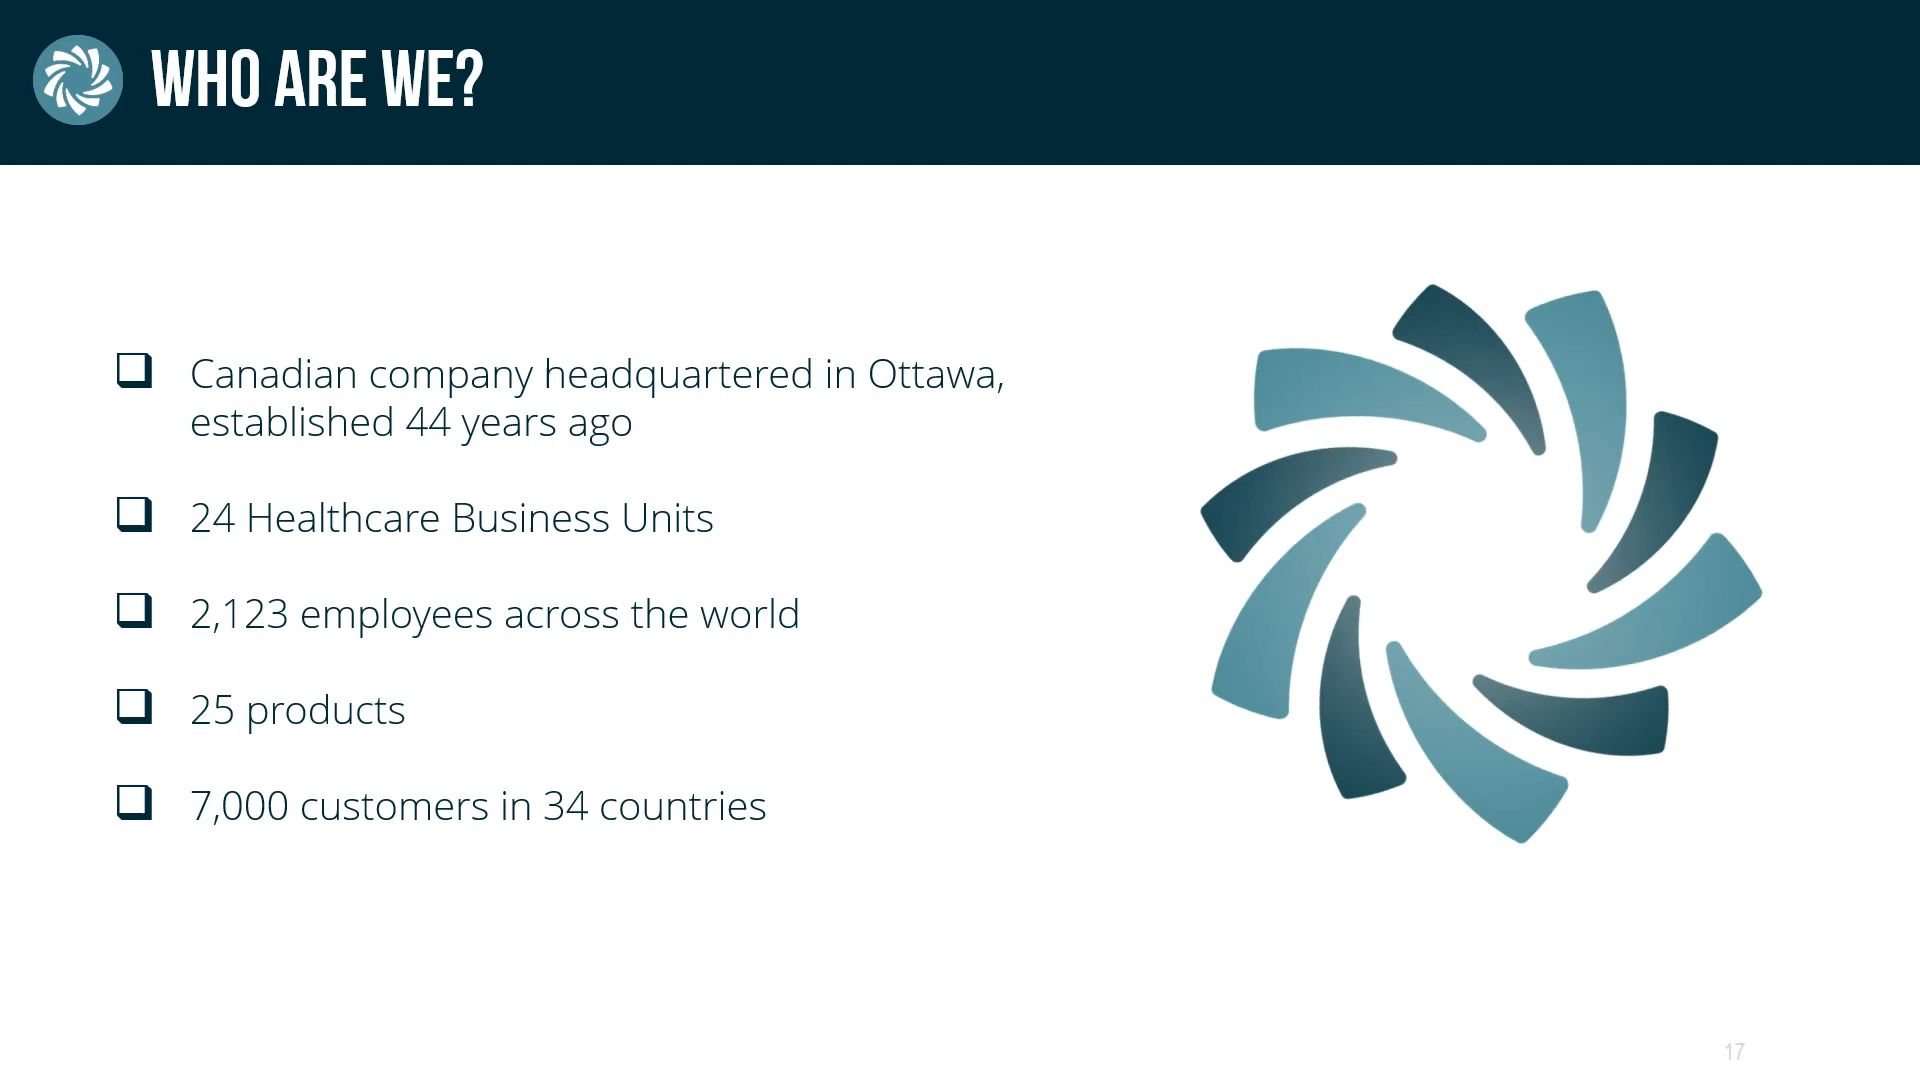 WHO ARE WE?
Canadian company headquartered in Ottawa,
established 44 years ago
24 Healthcare Business Units
2,123 employees across the world
25 products
7,000 customers in 34 countries
17